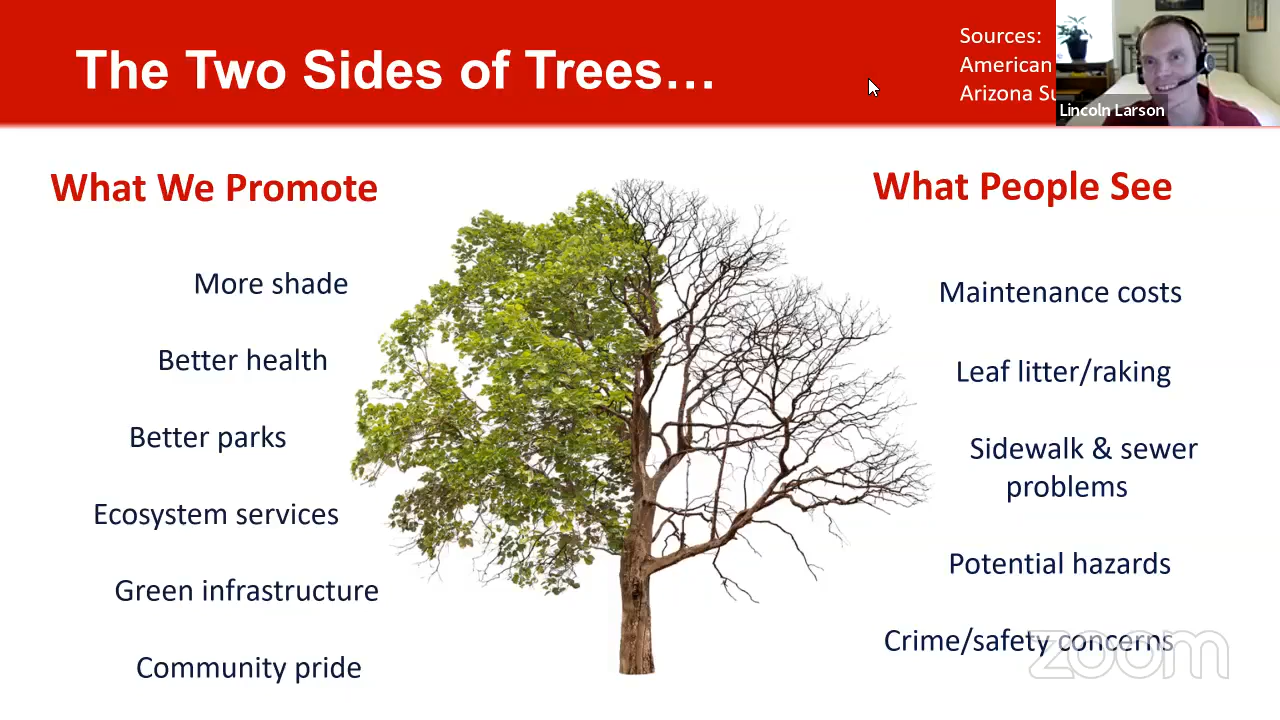 The Two Sides of Trees...
Sources:
American
Arizona
Lincoln Larson
What We Promote
What People See
More shade
Better health
Better parks
Ecosystem services
Green infrastructure
Community pride
Maintenance costs
Leaf litter/raking
Sidewalk & sewer
problems
Potential hazards
Crime/safety concerns
zoom